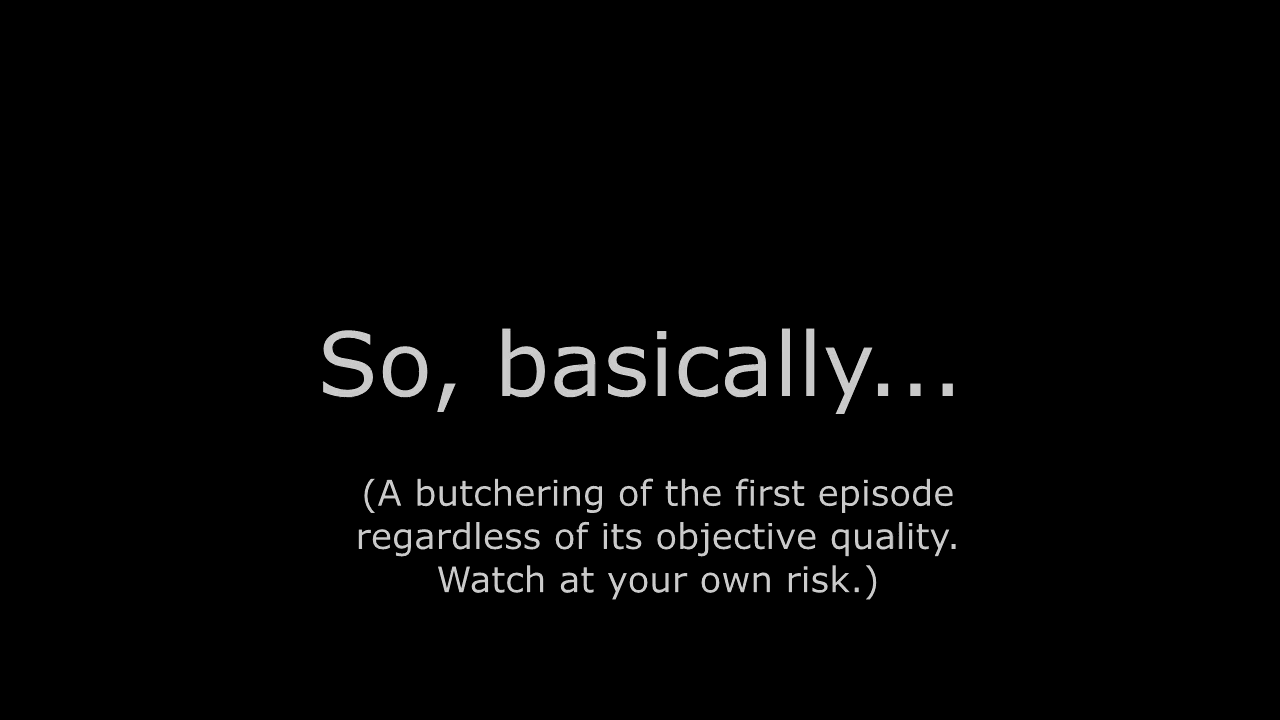 So, basically...
(A butchering of the first episode
regardless of its objective quality.
Watch at your own risk.)